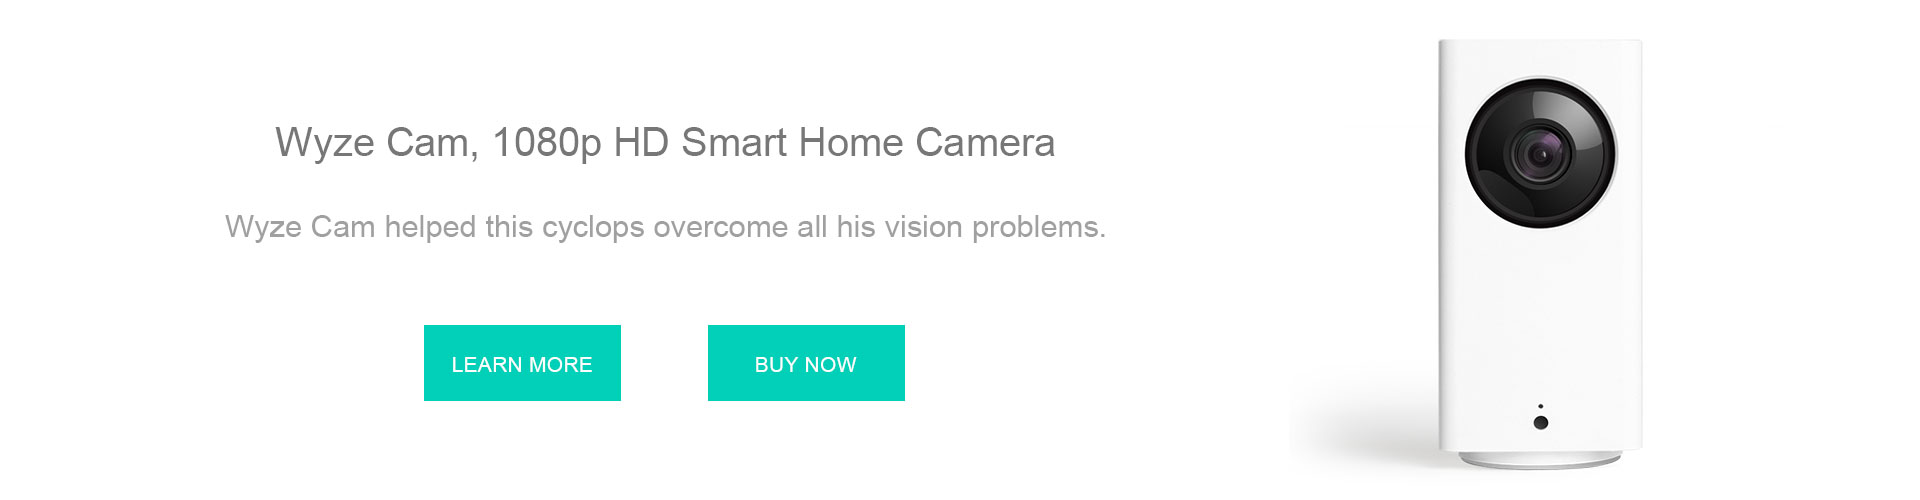 Wyze Cam, 1080p HD Smart Home Camera
Wyze Cam helped this cyclops overcome all his vision problems.
LEARN MORE
BUY NOW